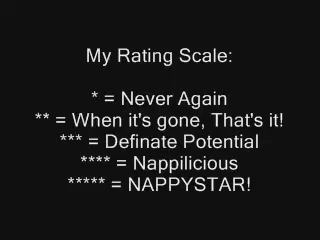 My Rating Scale:
* = Never Again
** = When it's gone, That's it!
*** = Definate Potential
**** = Nappilicious
***** = NAPPYSTAR!